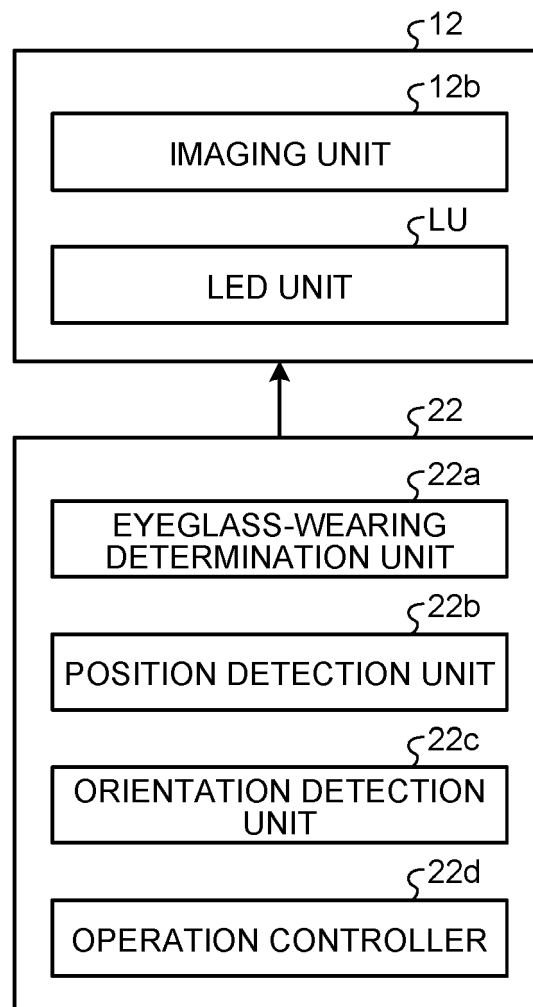 12
12b
IMAGING UNIT
LU
LED UNIT
22
22a
EYEGLASS-WEARING
DETERMINATION UNIT
22b
POSITION DETECTION UNIT
22c
ORIENTATION DETECTION
UNIT
22d
OPERATION CONTROLLER